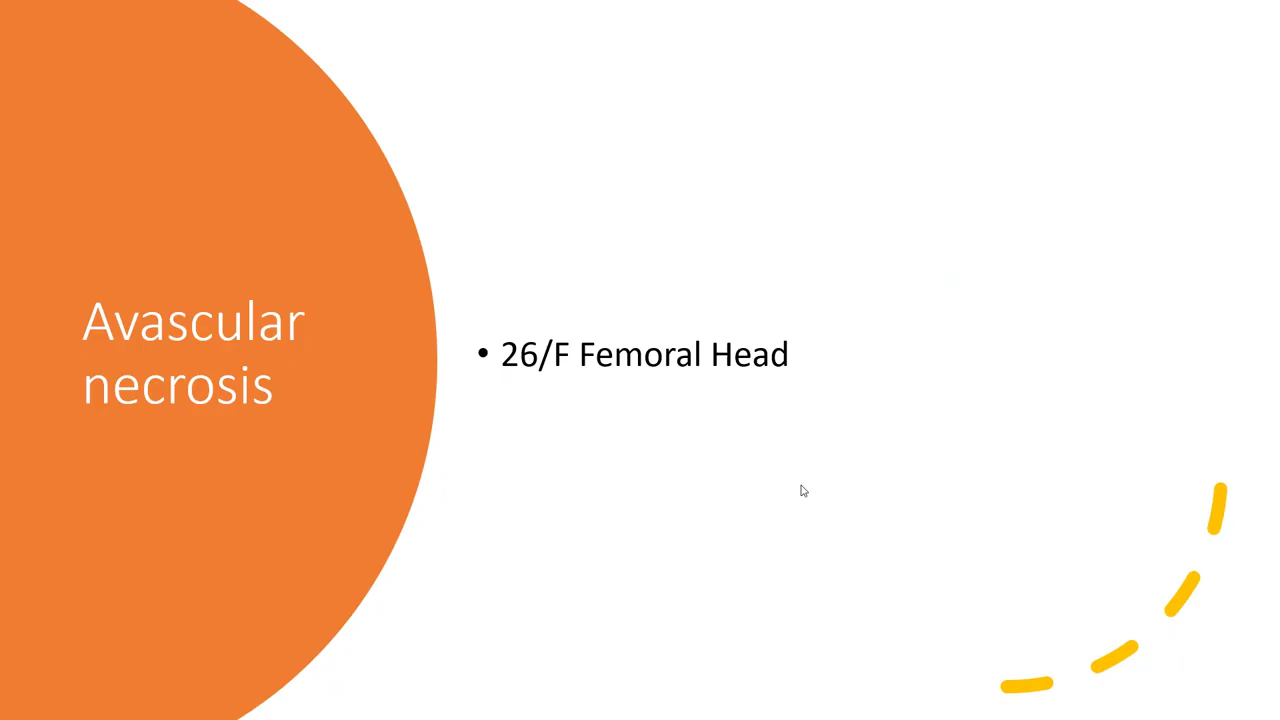 Avascular
necrosis
• 26/F Femoral Head